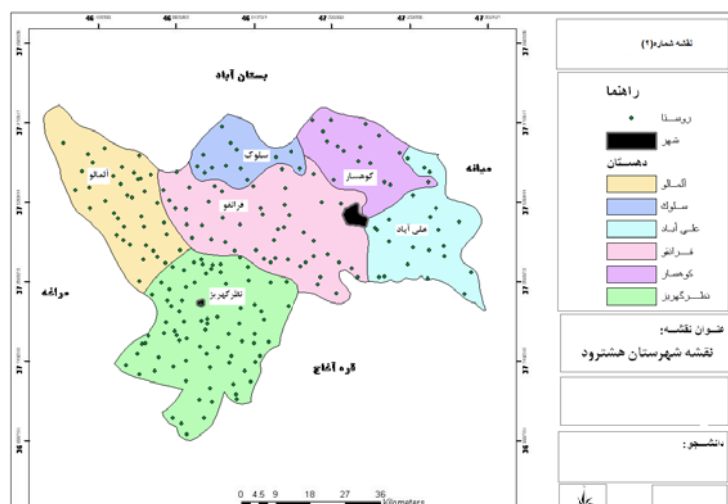 بستان آباد
میانه
مراغه
قره آغاج
آلمالو
سلوک
کوهسار
قرانقو
علی آباد
نظرکهریز
0 4.5 9 18 27 36
kilometers
نقشه شماره(۱)
راهنما
روستا
شهر
دهستان
آلمالو
سلوک
علی آباد
قرانقو
کوهسار
نظرکهریز
عنوان نقشه:
نقشه شهرستان هشترود
دانشجو: